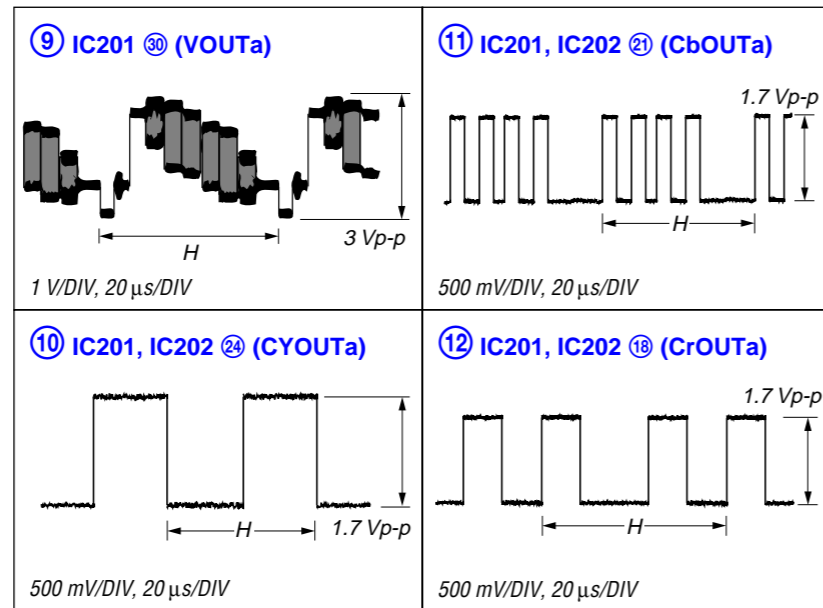 ⑨ IC201 ㉚ (VOUTa)
H
3 Vp-p
1 V/DIV, 20 µs/DIV
⑪ IC201, IC202 ㉑ (CbOUTa)
1.7 Vp-p
H
500 mV/DIV, 20 µs/DIV
⑩ IC201, IC202 ㉔ (CYOUTa)
H
1.7 Vp-p
500 mV/DIV, 20 µs/DIV
⑫ IC201, IC202 ⑱ (CrOUTa)
1.7 Vp-p
H
500 mV/DIV, 20 µs/DIV